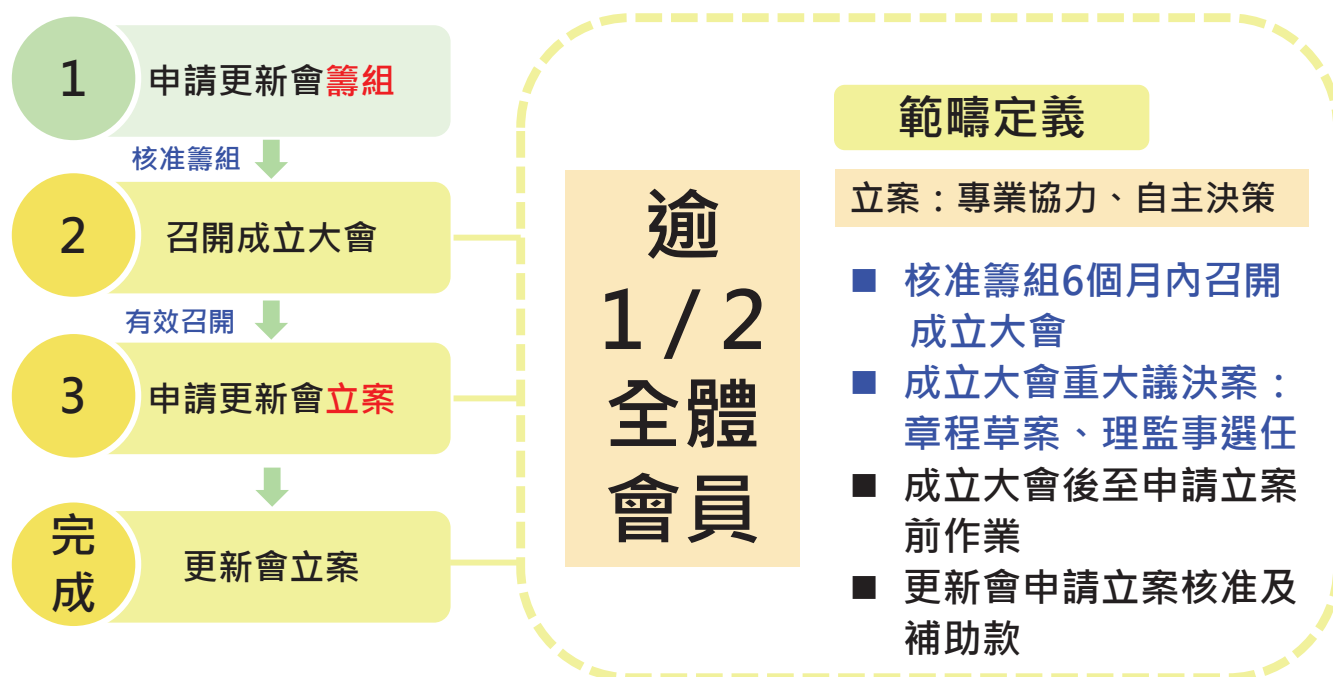 1
申請更新會籌組
核准籌組
2
召開成立大會
有效召開
3
申請更新會立案
完
成
更新會立案
逾
1/2
全體
會員
範疇定義
立案：專業協力、自主決策
■ 核准籌組6個月內召開
成立大會
■ 成立大會重大議決案：
章程草案、理監事選任
■ 成立大會後至申請立案
前作業
■ 更新會申請立案核准及
補助款